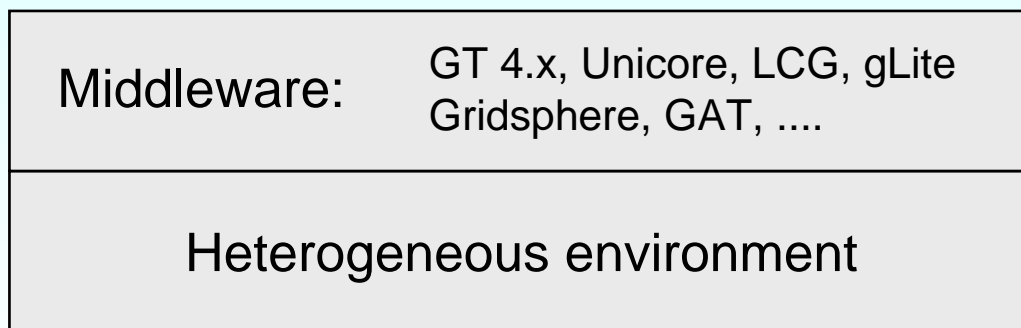 Middleware:
GT 4.x, Unicore, LCG, gLite
Gridsphere, GAT, ....
Heterogeneous environment